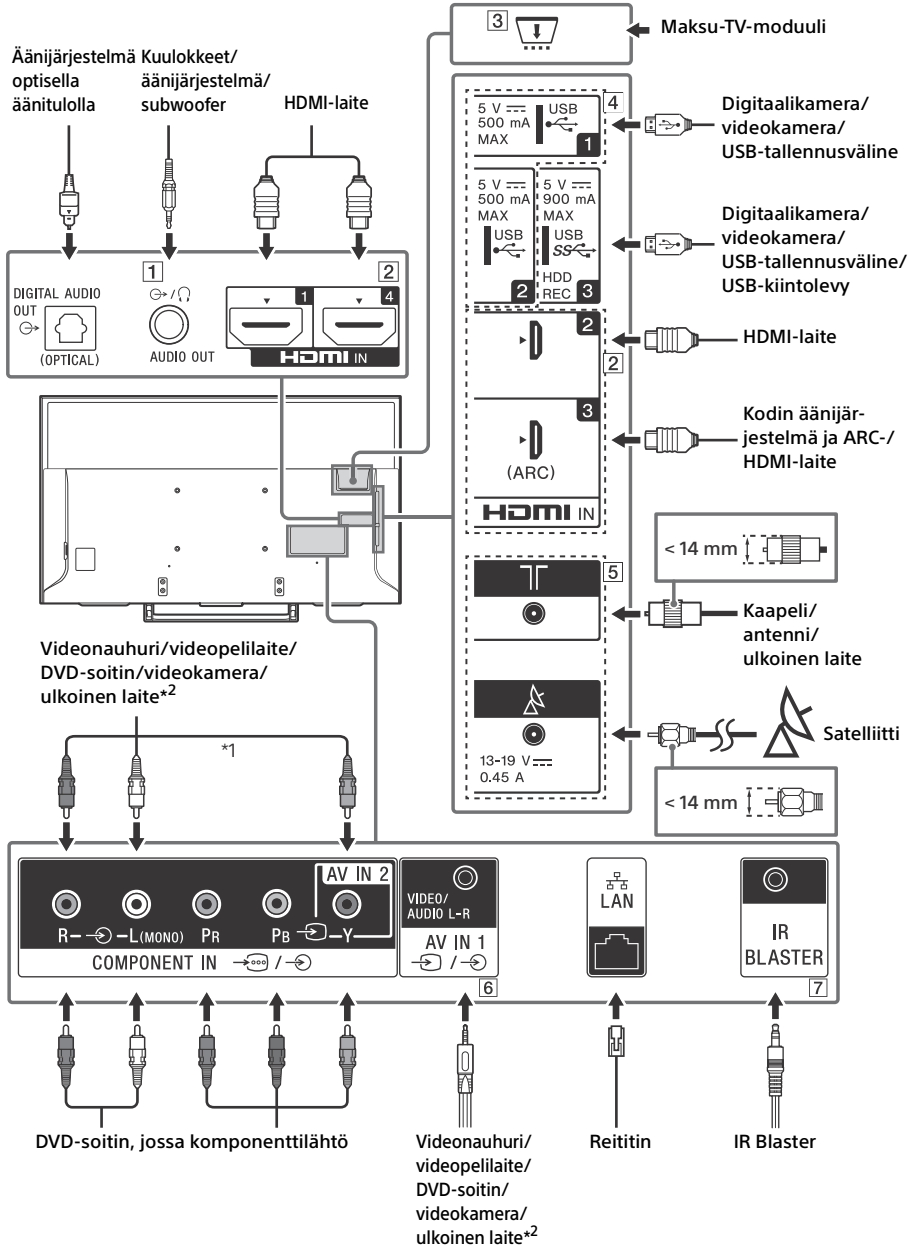 3
Maksu-TV-moduuli
Äänijärjestelmä
optisella
äänitulolla
Kuulokkeet/
äänijärjestelmä/
subwoofer
HDMI-laite
5 V
500 mA
MAX
USB
1
4
Digitaalikamera/
videokamera/
USB-tallennusväline
5 V
500 mA
MAX
USB
2
5 V
900 mA
MAX
USB
SS
HDD
REC
3
Digitaalikamera/
videokamera/
USB-tallennusväline/
USB-kiintolevy
DIGITAL AUDIO
OUT
(OPTICAL)
1
AUDIO OUT
2
1
4
HDMI IN
2
2
HDMI-laite
3
(ARC)
HDMI IN
Kodin äänijär-
jestelmä ja ARC-/
HDMI-laite
< 14 mm
5
Kaapeli/
antenni/
ulkoinen laite
13-19 V
0.45 A
Satelliitti
< 14 mm
Videonauhuri/videopelilaite/
DVD-soitin/videokamera/
ulkoinen laite*2
*1
AV IN 2
R
L(MONO)
PR
PB
Y
COMPONENT IN
/
VIDEO/
AUDIO L-R
AV IN 1
/
6
LAN
IR
BLASTER
7
DVD-soitin, jossa komponenttilähtö
Videonauhuri/
videopelilaite/
DVD-soitin/
videokamera/
ulkoinen laite*2
Reititin
IR Blaster